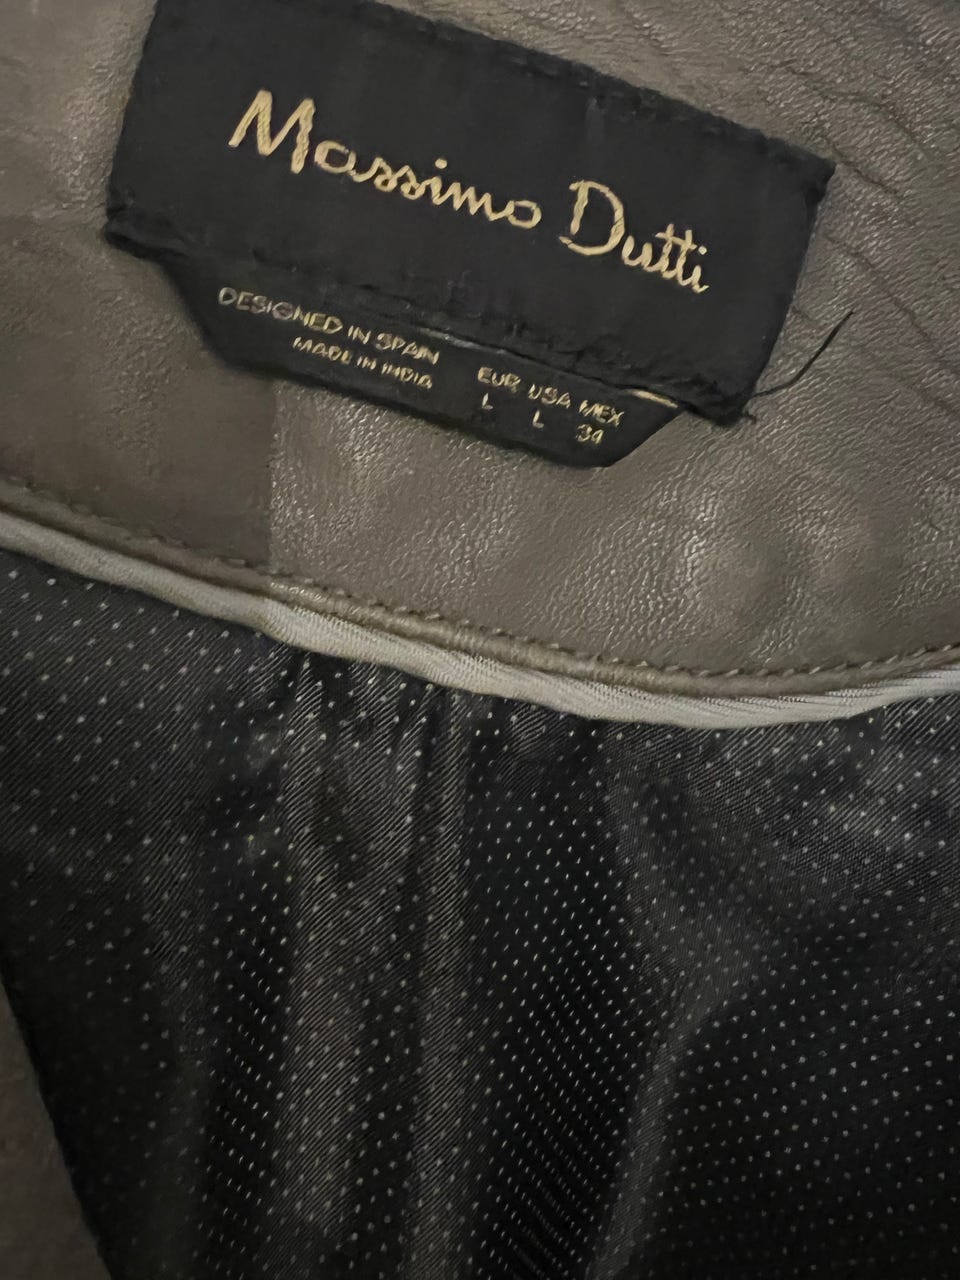 Massimo Dutti
DESIGNED IN SPAIN
MADE IN INDIA
EUR USA MEX
L L 34